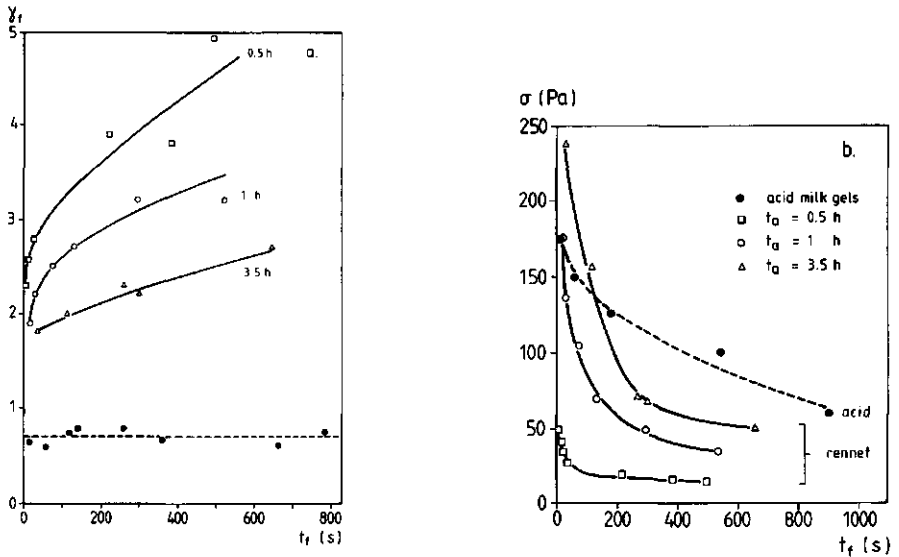 γf
5
4
3
2
1
0
0.5 h
1 h
3.5 h
0 200 400 600 800
tf (s)
σ (Pa)
250
200
150
100
50
0
b.
acid milk gels
ta = 0.5 h
ta = 1 h
ta = 3.5 h
acid
rennet
0 200 400 600 800 1000
tf (s)